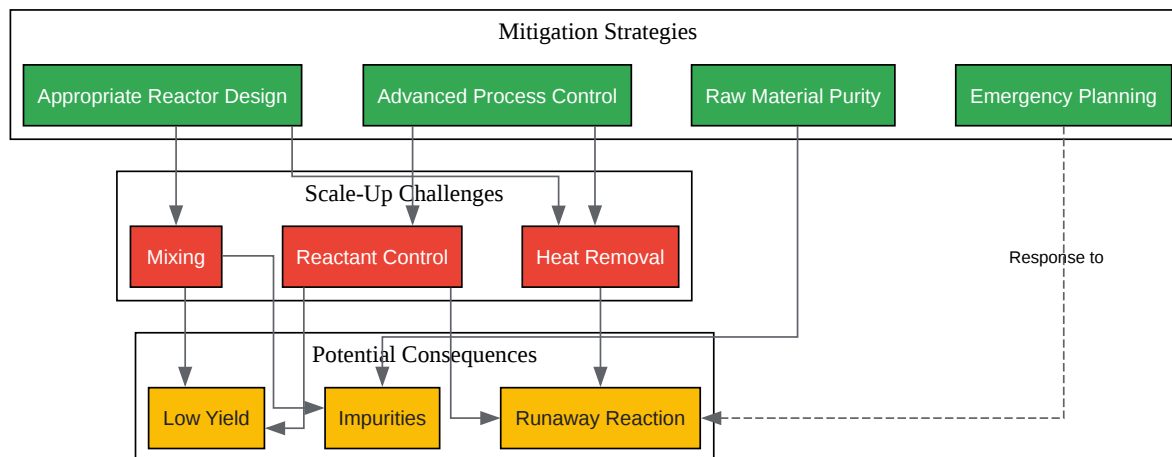 Mitigation Strategies
Appropriate Reactor Design
Advanced Process Control
Raw Material Purity
Emergency Planning
Scale-Up Challenges
Mixing
Reactant Control
Heat Removal
Response to
Potential Consequences
Low Yield
Impurities
Runaway Reaction